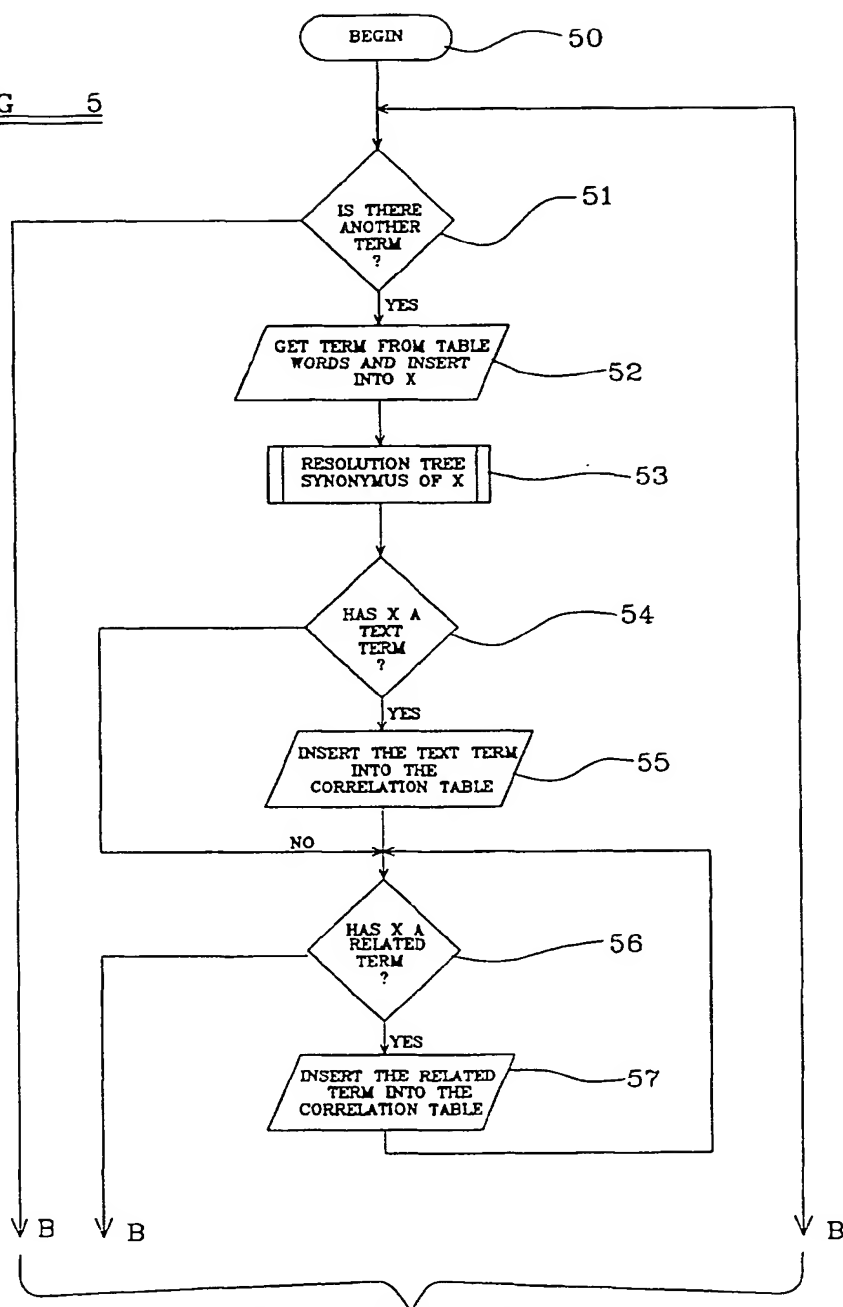 BEGIN
50
G 5
IS THERE
ANOTHER
TERM
?
51
YES
GET TERM FROM TABLE
WORDS AND INSERT
INTO X
52
RESOLUTION TREE
SYNONYMUS OF X
53
HAS X A
TEXT
TERM
?
54
YES
INSERT THE TEXT TERM
INTO THE
CORRELATION TABLE
55
NO
HAS X A
RELATED
TERM
?
56
YES
INSERT THE RELATED
TERM INTO THE
CORRELATION TABLE
57
B
B
B